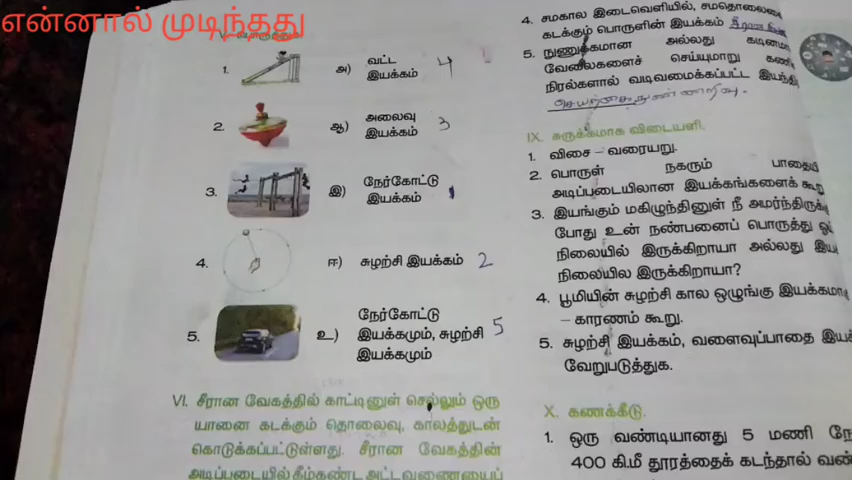 என்னால் முடிந்தது
1.
அ) வட்ட
இயக்கம் 4
2.
ஆ) அலைவு
இயக்கம் 3
3.
இ) நேர்கோட்டு
இயக்கம் 1
4.
ஈ) சுழற்சி இயக்கம் 2
5.
நேர்கோட்டு
உ) இயக்கமும், சுழற்சி 5
இயக்கமும்
VI. சீரான வேகத்தில் காட்டினுள் செல்லும் ஒரு
யானை கடக்கும் தொலைவு, காலத்துடன்
கொடுக்கப்பட்டுள்ளது. சீரான வேகத்தின்
அடிப்படையில் கீழ்கண்ட அட்டவணையைப்
4. சமகால இடைவெளியில்,
கடக்கும் பொருளின் இயக்கம்
5. நுணுக்கமான அல்லது
வேலைகளைச் செய்யுமாறு
நிரல்களால் வடிவமைக்கப்பட்ட
IX. சுருக்கமாக விடையளி.
1. விசை – வரையறு.
2. பொருள் நகரும்
அடிப்படையிலான இயக்கங்களைக்
3. இயங்கும் மகிழுந்தினுள் நீ
போது உன் நண்பனைப் பொருத்து
நிலையில் இருக்கிறாயா அல்லது
நிலையில இருக்கிறாயா?
4. பூமியின் சுழற்சி கால ஒழுங்கு
– காரணம் கூறு.
5. சுழற்சி இயக்கம், வளைவுப்பாதை
வேறுபடுத்துக.
X. கணக்கீடு.
1. ஒரு வண்டியானது 5 மணி
400 கி.மீ தூரத்தைக் கடந்தால்